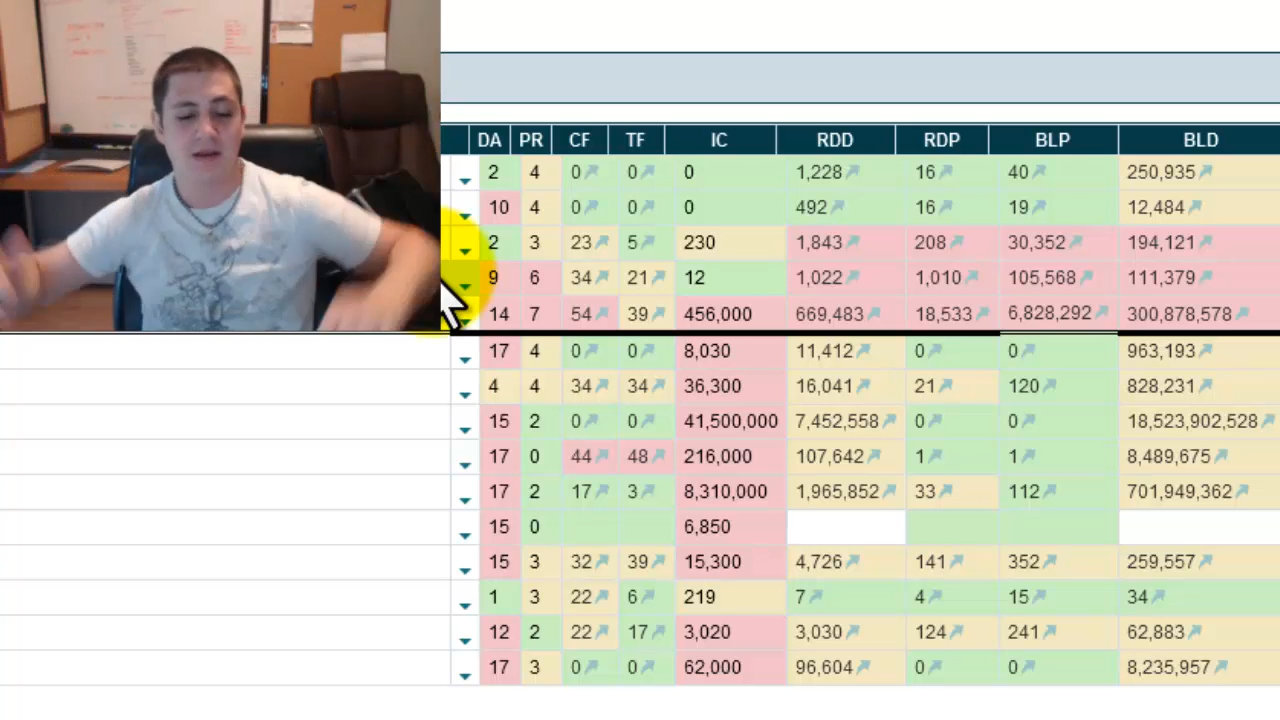 DA PR CF TF IC RDD RDP BLP BLD
2 4 0 0 0 1,228 16 40 250,935
10 4 0 0 0 492 16 19 12,484
2 3 23 5 230 1,843 208 30,352 194,121
9 6 34 21 12 1,022 1,010 105,568 111,379
14 7 54 39 456,000 669,483 18,533 6,828,292 300,878,578
17 4 0 0 8,030 11,412 0 0 963,193
4 4 34 34 36,300 16,041 21 120 828,231
15 2 0 0 41,500,000 7,452,558 0 0 18,523,902,528
17 0 44 48 216,000 107,642 1 1 8,489,675
17 2 17 3 8,310,000 1,965,852 33 112 701,949,362
15 0 6,850
15 3 32 39 15,300 4,726 141 352 259,557
1 3 22 6 219 7 4 15 34
12 2 22 17 3,020 3,030 124 241 62,883
17 3 0 0 62,000 96,604 0 0 8,235,957